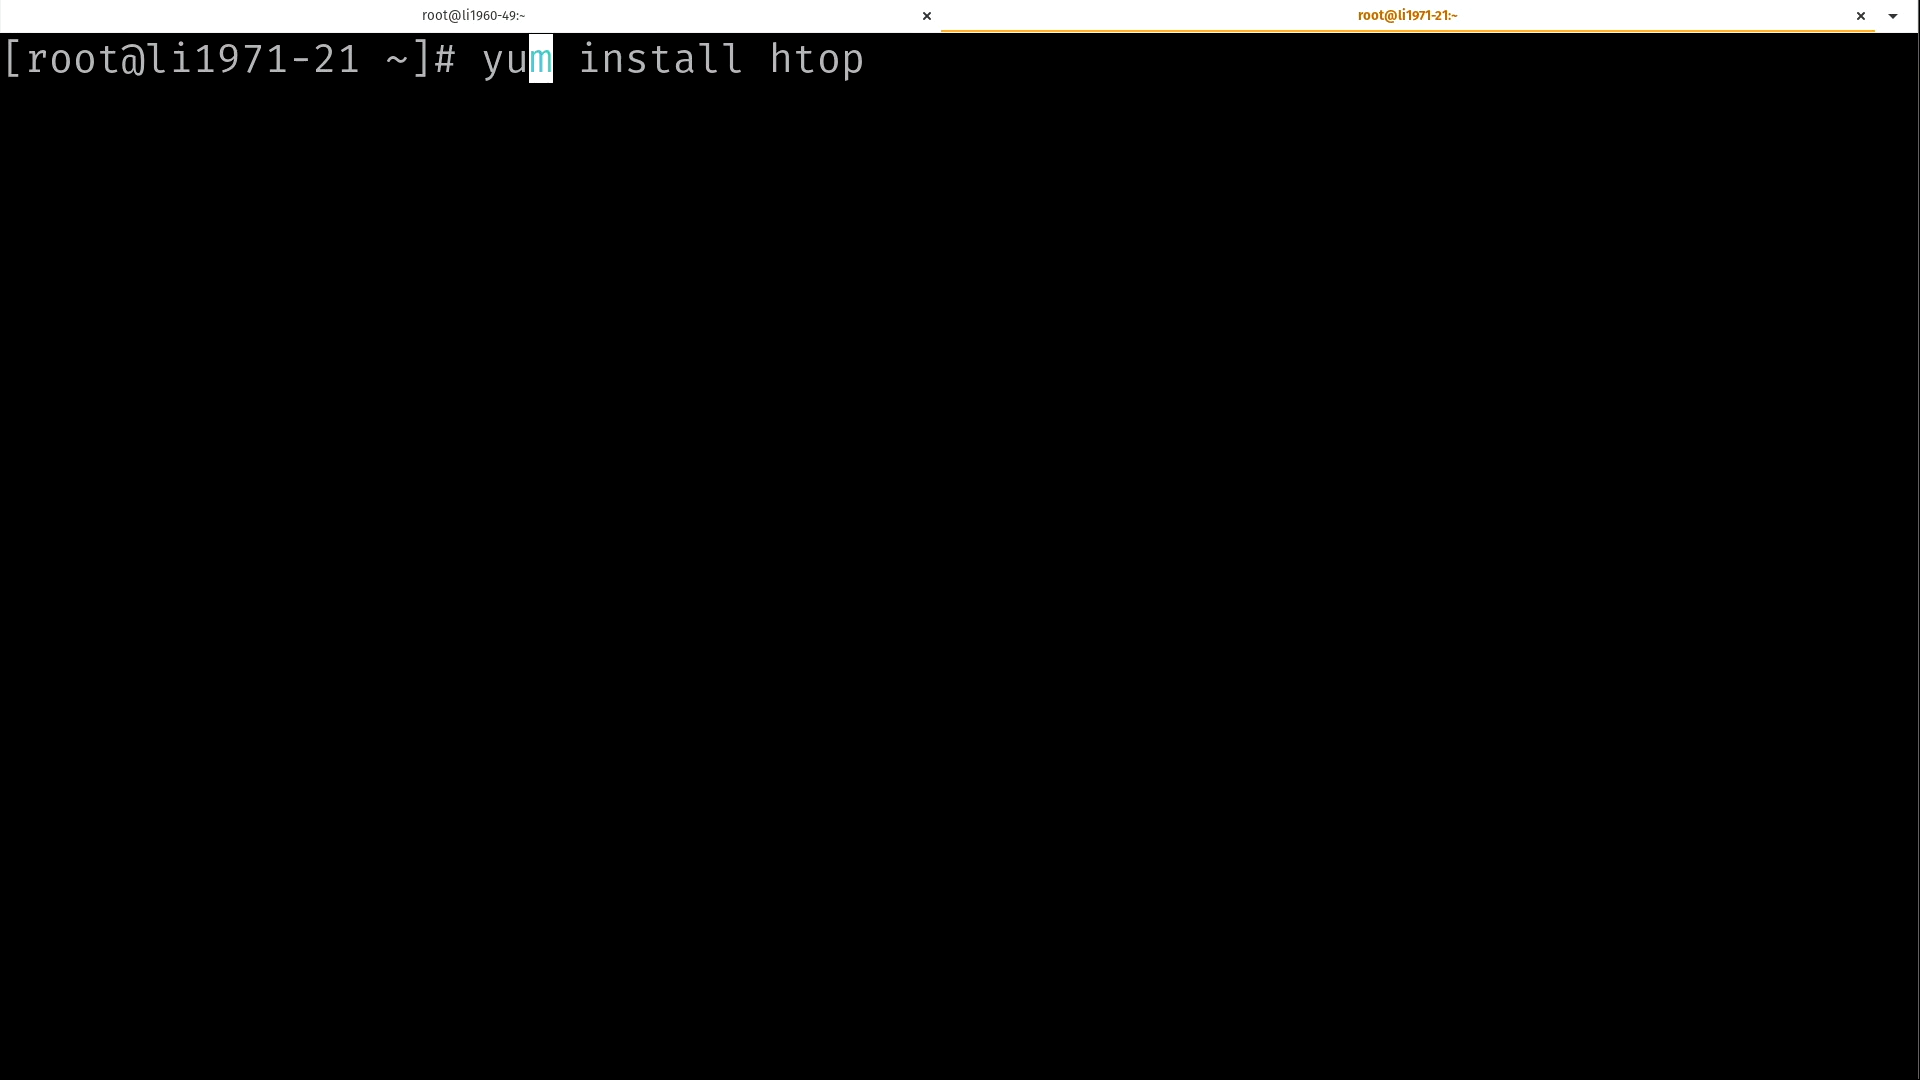 root@li1960-49:~ × root@li1971-21:~ ×
[root@li1971-21 ~]# yum install htop